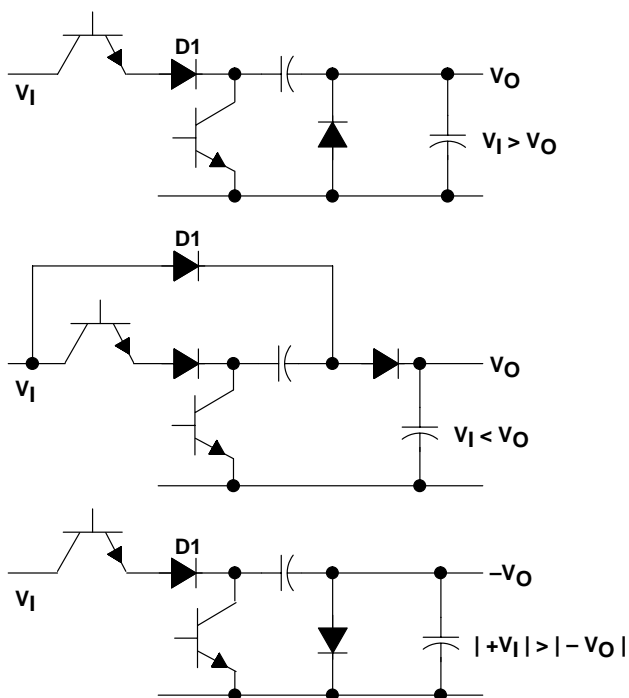 D1
VI
VO
VI > VO
D1
VI
VO
VI < VO
D1
VI
–VO
| +VI | > | – VO |